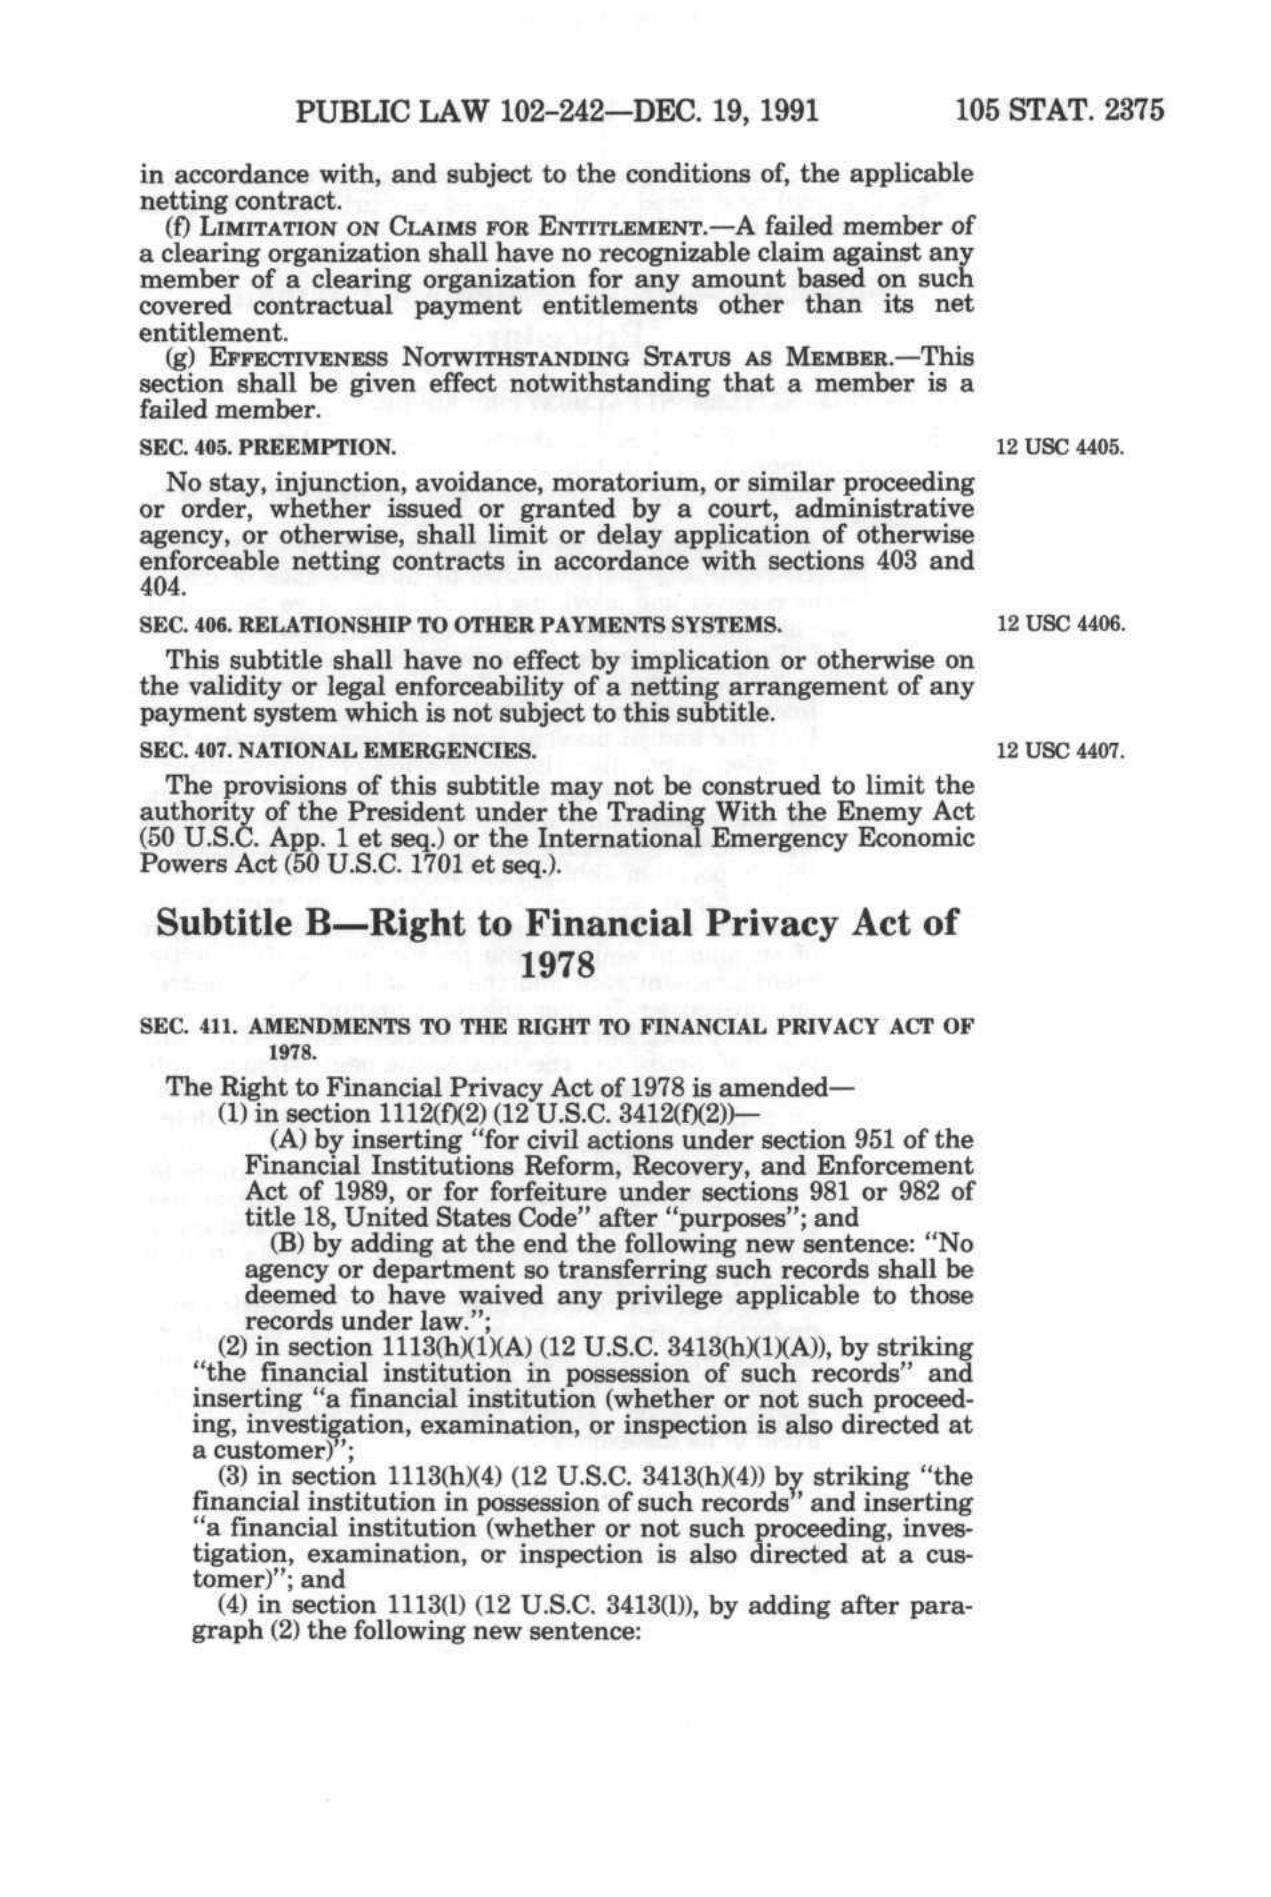 PUBLIC LAW 102–242—DEC. 19, 1991 105 STAT. 2375
in accordance with, and subject to the conditions of, the applicable
netting contract.
(f) LIMITATION ON CLAIMS FOR ENTITLEMENT.—A failed member of
a clearing organization shall have no recognizable claim against any
member of a clearing organization for any amount based on such
covered contractual payment entitlements other than its net
entitlement.
(g) EFFECTIVENESS NOTWITHSTANDING STATUS AS MEMBER.—This
section shall be given effect notwithstanding that a member is a
failed member.
SEC. 405. PREEMPTION. 12 USC 4405.
No stay, injunction, avoidance, moratorium, or similar proceeding
or order, whether issued or granted by a court, administrative
agency, or otherwise, shall limit or delay application of otherwise
enforceable netting contracts in accordance with sections 403 and
404.
SEC. 406. RELATIONSHIP TO OTHER PAYMENTS SYSTEMS. 12 USC 4406.
This subtitle shall have no effect by implication or otherwise on
the validity or legal enforceability of a netting arrangement of any
payment system which is not subject to this subtitle.
SEC. 407. NATIONAL EMERGENCIES. 12 USC 4407.
The provisions of this subtitle may not be construed to limit the
authority of the President under the Trading With the Enemy Act
(50 U.S.C. App. 1 et seq.) or the International Emergency Economic
Powers Act (50 U.S.C. 1701 et seq.).
Subtitle B—Right to Financial Privacy Act of
1978
SEC. 411. AMENDMENTS TO THE RIGHT TO FINANCIAL PRIVACY ACT OF
1978.
The Right to Financial Privacy Act of 1978 is amended—
(1) in section 1112(f)(2) (12 U.S.C. 3412(f)(2))—
(A) by inserting “for civil actions under section 951 of the
Financial Institutions Reform, Recovery, and Enforcement
Act of 1989, or for forfeiture under sections 981 or 982 of
title 18, United States Code” after “purposes”; and
(B) by adding at the end the following new sentence: “No
agency or department so transferring such records shall be
deemed to have waived any privilege applicable to those
records under law.”;
(2) in section 1113(h)(1)(A) (12 U.S.C. 3413(h)(1)(A)), by striking
“the financial institution in possession of such records” and
inserting “a financial institution (whether or not such proceed-
ing, investigation, examination, or inspection is also directed at
a customer)”;
(3) in section 1113(h)(4) (12 U.S.C. 3413(h)(4)) by striking “the
financial institution in possession of such records” and inserting
“a financial institution (whether or not such proceeding, inves-
tigation, examination, or inspection is also directed at a cus-
tomer)”; and
(4) in section 1113(l) (12 U.S.C. 3413(l)), by adding after para-
graph (2) the following new sentence: